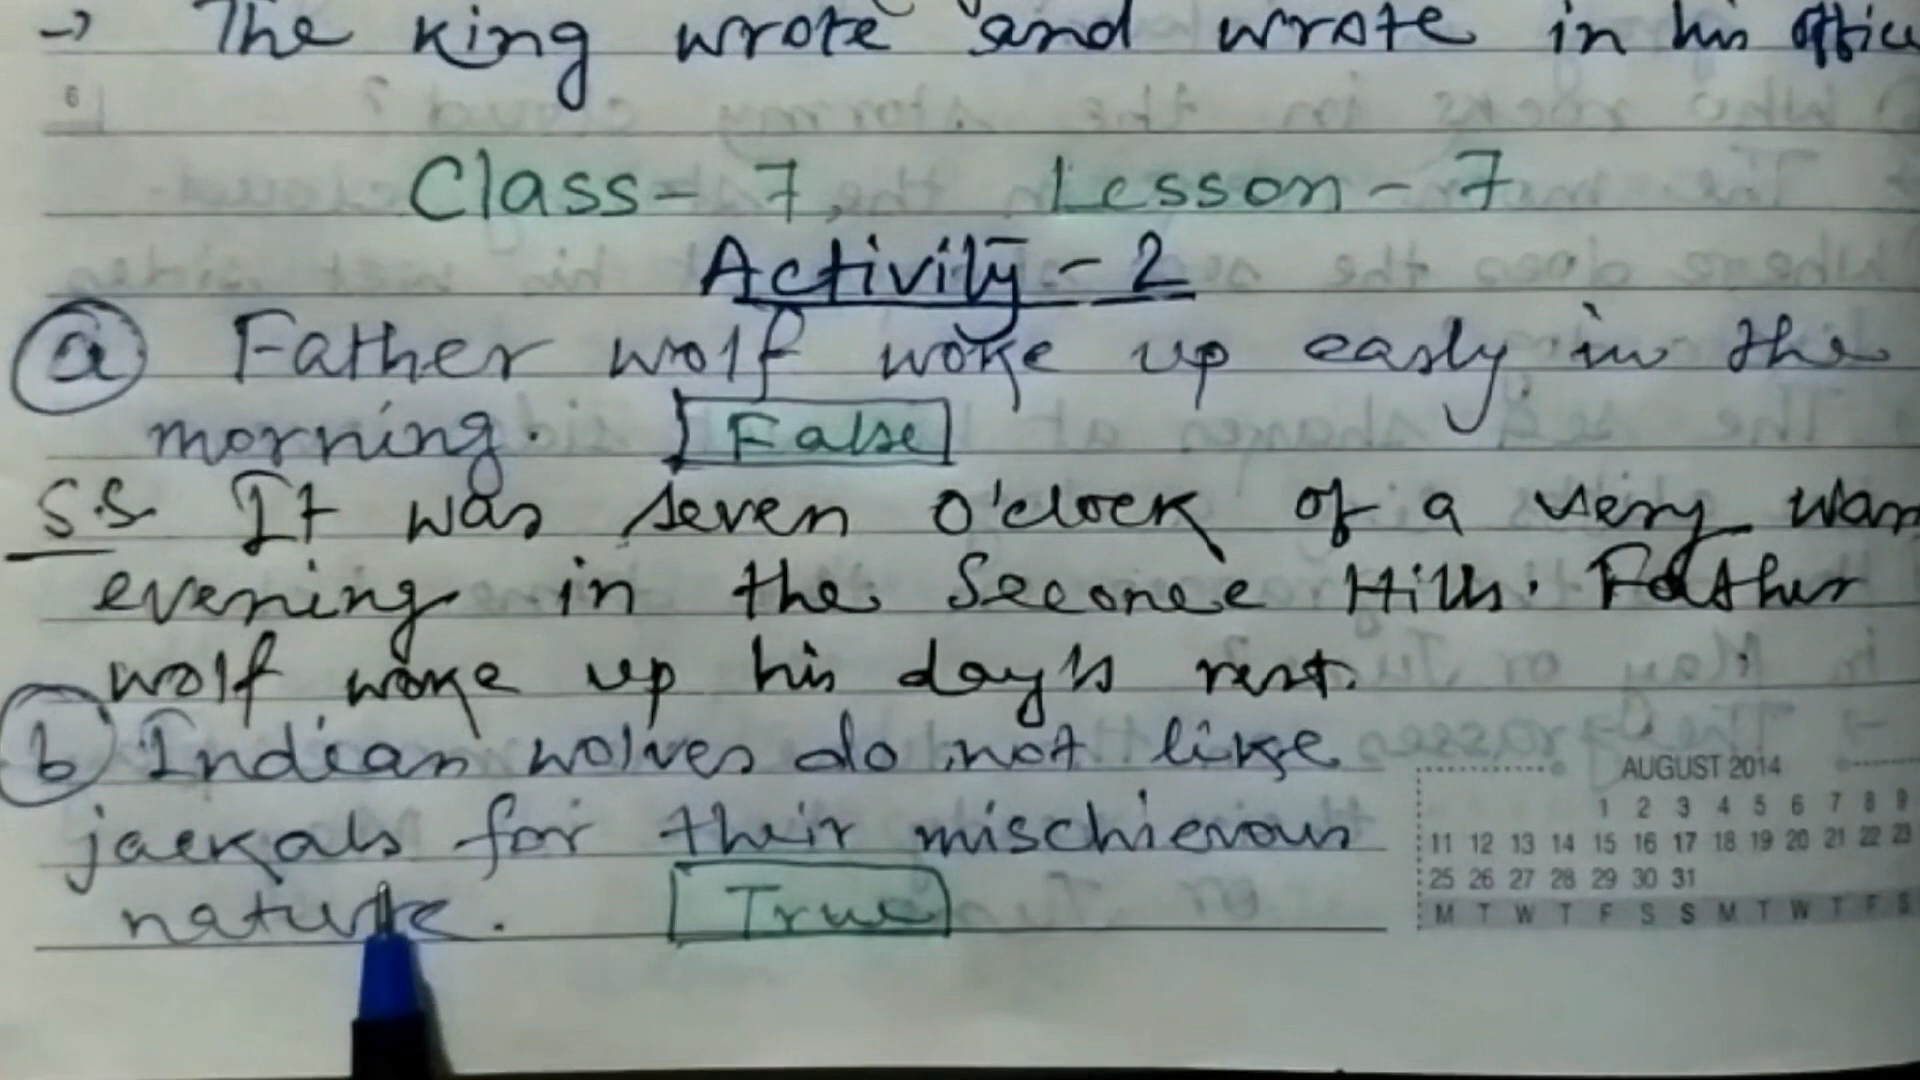 → The king wrote and wrote in his office
6
Class- 7 Lesson - 7
Activity - 2
a Father wolf woke up early in the
morning. False
S.S It was seven o'clock of a very war
evening in the Seeonee Hills. Father
wolf woke up his day's rest.
b Indian wolves do not like
jackals for their mischievous
nature. True
AUGUST 2014
1 2 3 4 5 6 7 8 9
11 12 13 14 15 16 17 18 19 20 21 22 23
25 26 27 28 29 30 31
M T W T F S S M T W T F S